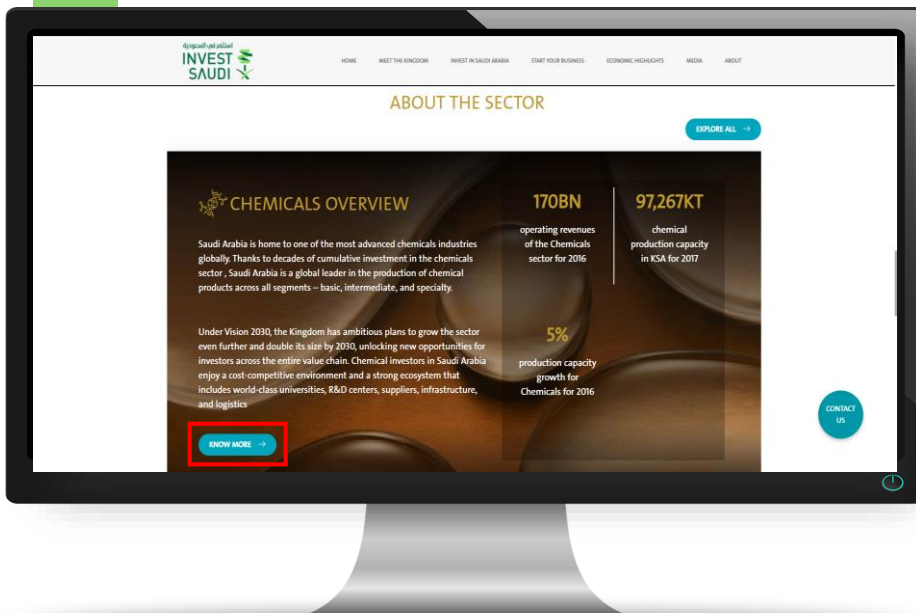 استثمر في السعودية
INVEST
SAUDI
HOME MEET THE KINGDOM INVEST IN SAUDI ARABIA START YOUR BUSINESS ECONOMIC HIGHLIGHTS MEDIA ABOUT
ABOUT THE SECTOR
EXPLORE ALL →
CHEMICALS OVERVIEW
Saudi Arabia is home to one of the most advanced chemicals industries
globally. Thanks to decades of cumulative investment in the chemicals
sector , Saudi Arabia is a global leader in the production of chemical
products across all segments – basic, intermediate, and specialty.
Under Vision 2030, the Kingdom has ambitious plans to grow the sector
even further and double its size by 2030, unlocking new opportunities for
investors across the entire value chain. Chemical investors in Saudi Arabia
enjoy a cost-competitive environment and a strong ecosystem that
includes world-class universities, R&D centers, suppliers, infrastructure,
and logistics
KNOW MORE →
170BN
operating revenues
of the Chemicals
sector for 2016
97,267KT
chemical
production capacity
in KSA for 2017
5%
production capacity
growth for
Chemicals for 2016
CONTACT
US